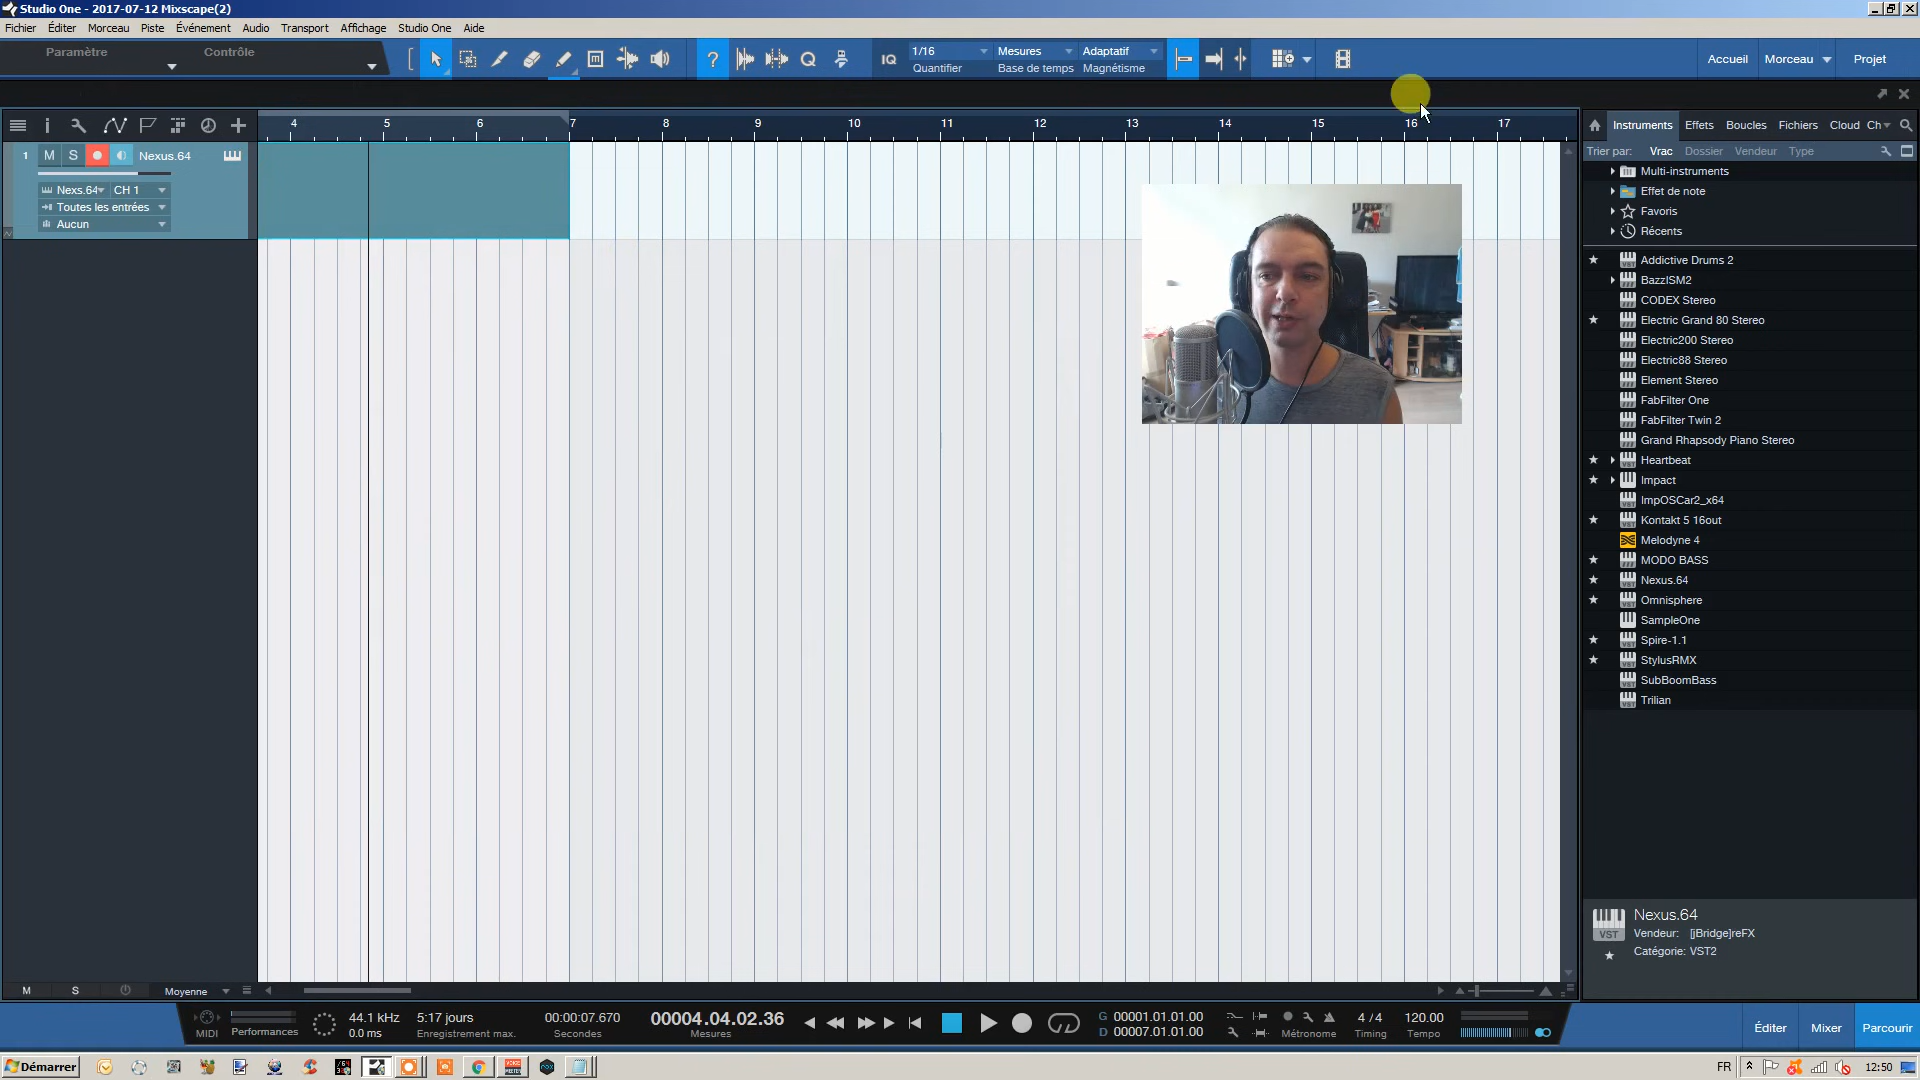 Studio One - 2017-07-12 Mixscape(2)
Fichier Éditer Morceau Piste Événement Audio Transport Affichage Studio One Aide
Paramètre Contrôle
? Q IQ 1/16 Mesures Adaptatif
Quantifier Base de temps Magnétisme
Accueil Morceau Projet
4 5 6 7 8 9 10 11 12 13 14 15 16 17
Instruments Effets Boucles Fichiers Cloud Ch
Trier par: Vrac Dossier Vendeur Type
1 M S Nexus.64
Nexs.64 CH 1
Toutes les entrées
Aucun
Multi-instruments
Effet de note
Favoris
Récents
Addictive Drums 2
BazzISM2
CODEX Stereo
Electric Grand 80 Stereo
Electric200 Stereo
Electric88 Stereo
Element Stereo
FabFilter One
FabFilter Twin 2
Grand Rhapsody Piano Stereo
Heartbeat
Impact
ImpOSCar2_x64
Kontakt 5 16out
Melodyne 4
MODO BASS
Nexus.64
Omnisphere
SampleOne
Spire-1.1
StylusRMX
SubBoomBass
Trilian
VST
Nexus.64
Vendeur: [jBridge]reFX
Catégorie: VST2
M S Moyenne
MIDI Performances
44.1 kHz
0.0 ms
5:17 jours
Enregistrement max.
00:00:07.670
Secondes
00004.04.02.36
Mesures
G 00001.01.01.00
D 00007.01.01.00
Métronome
4 / 4
Timing
120.00
Tempo
Éditer Mixer Parcourir
Démarrer
FR 12:50